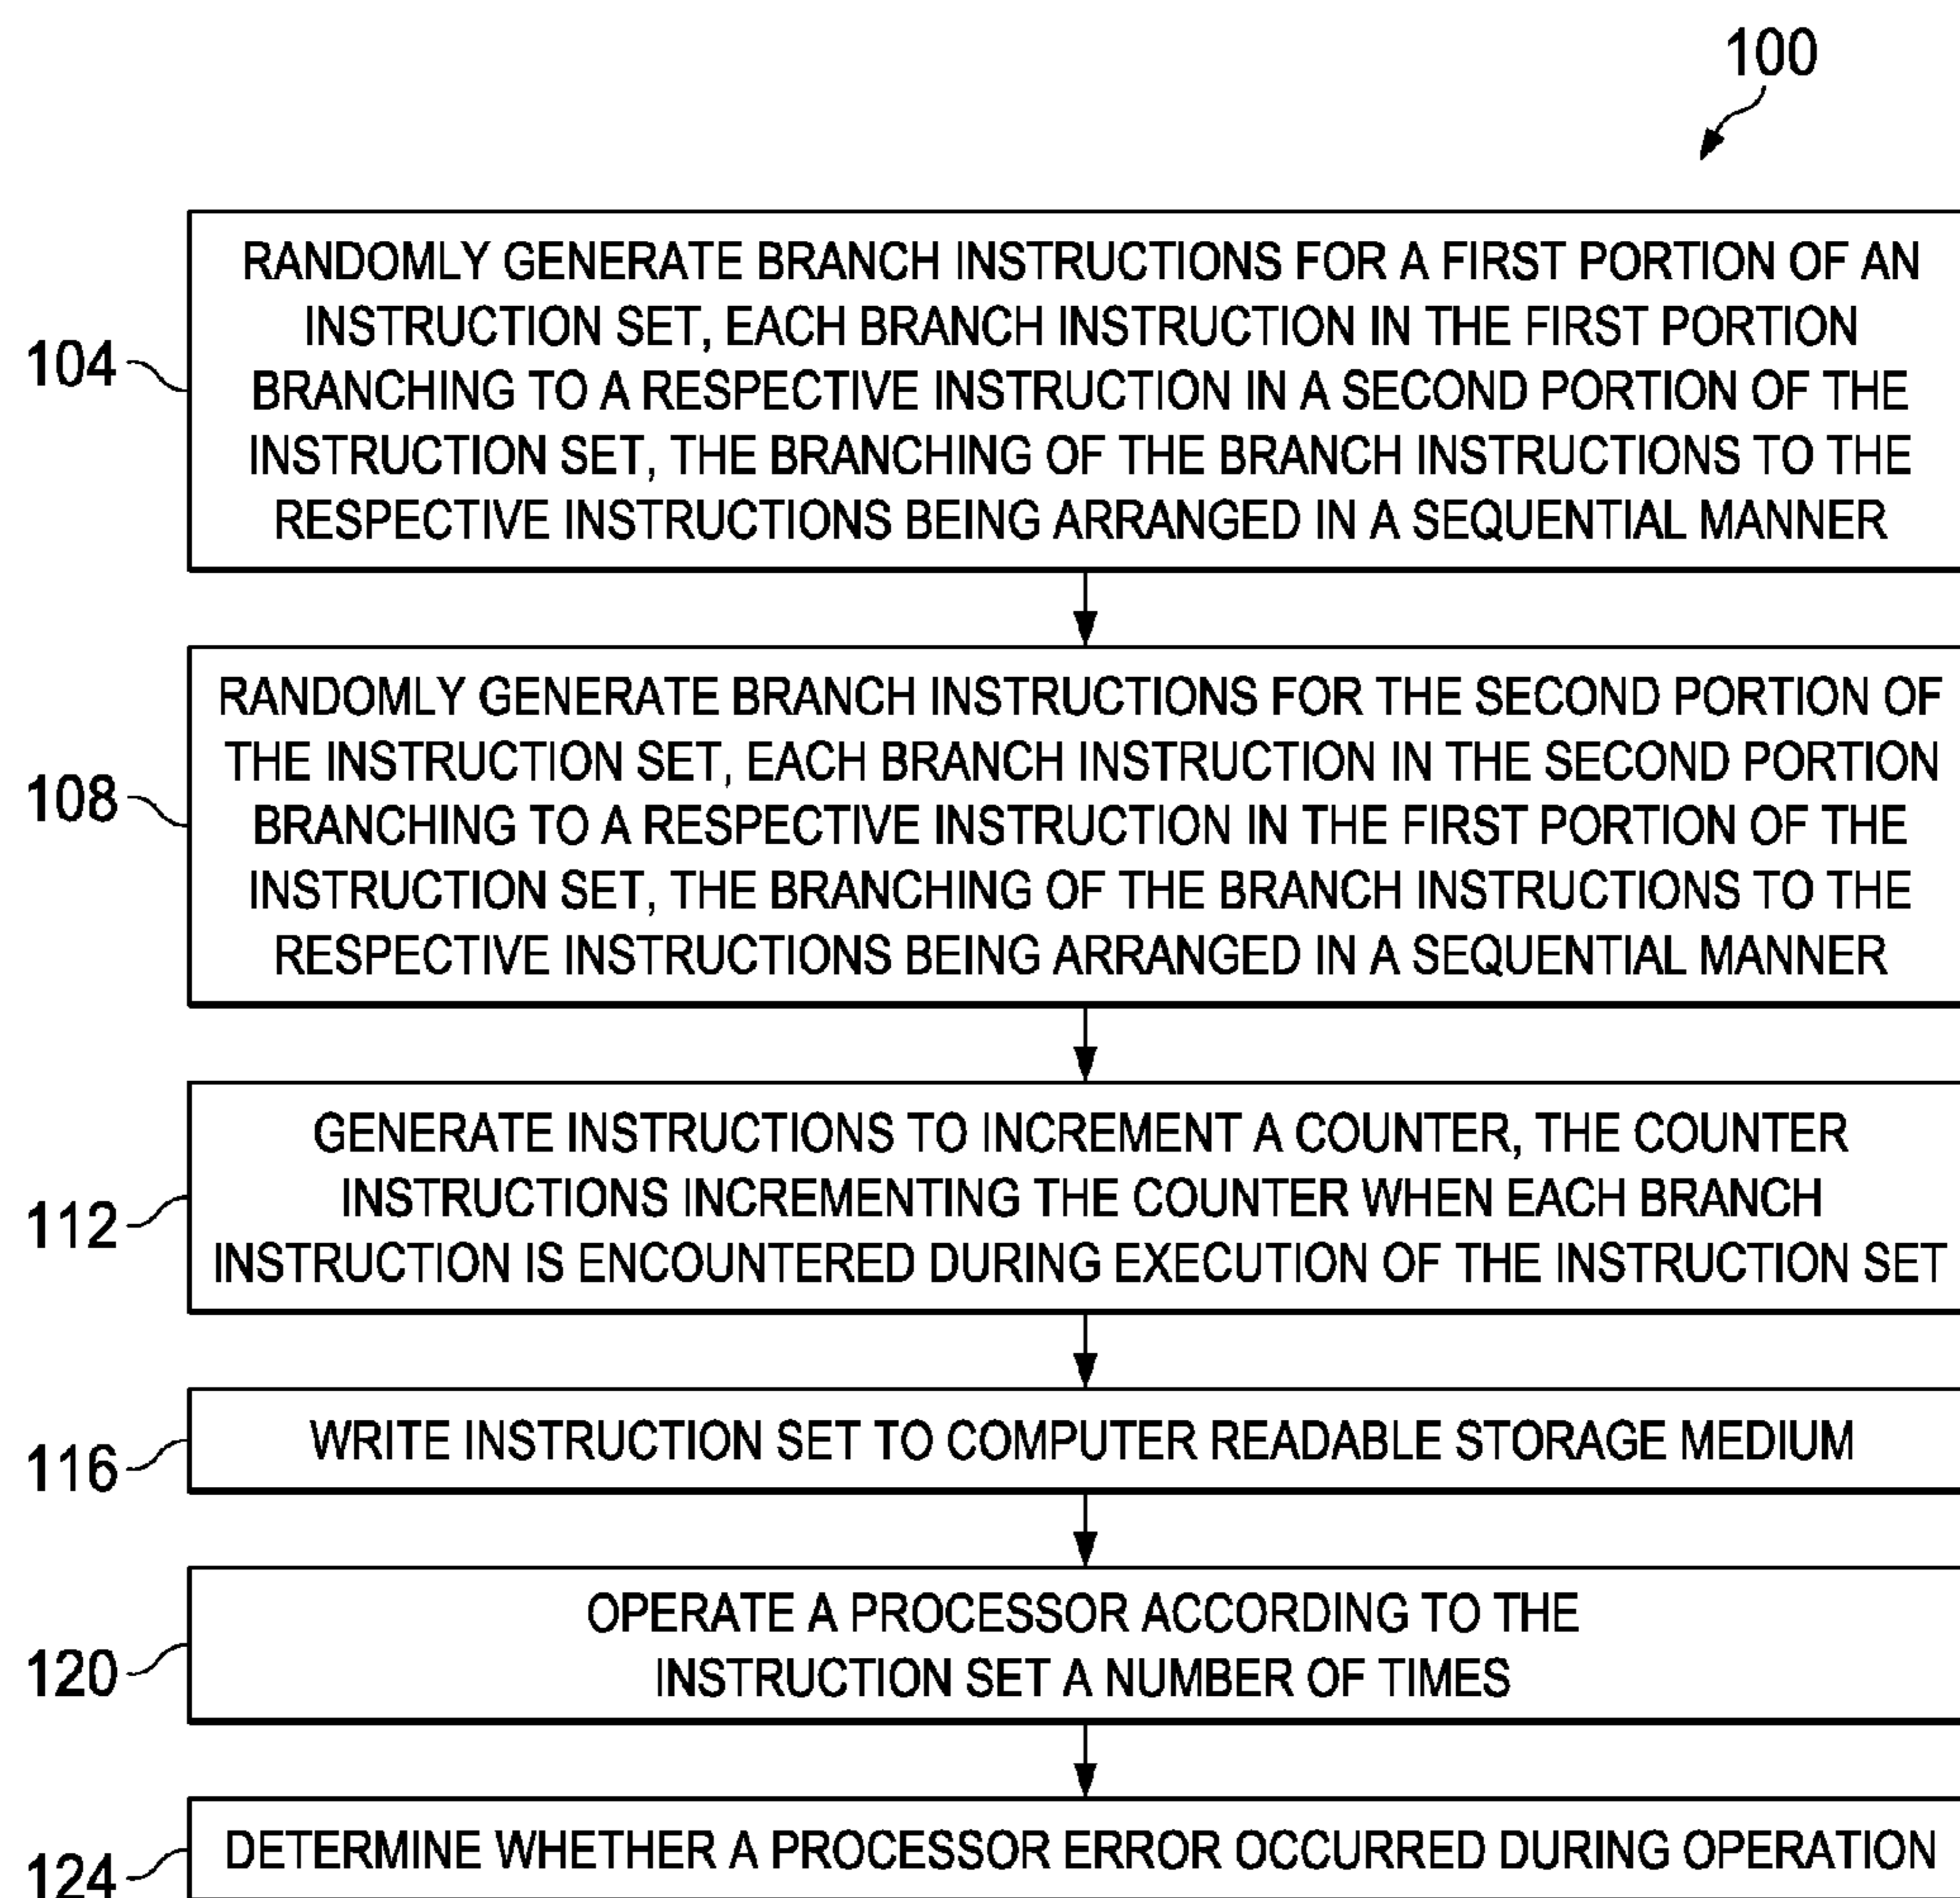 100
RANDOMLY GENERATE BRANCH INSTRUCTIONS FOR A FIRST PORTION OF AN
INSTRUCTION SET, EACH BRANCH INSTRUCTION IN THE FIRST PORTION
104
BRANCHING TO A RESPECTIVE INSTRUCTION IN A SECOND PORTION OF THE
INSTRUCTION SET, THE BRANCHING OF THE BRANCH INSTRUCTIONS TO THE
RESPECTIVE INSTRUCTIONS BEING ARRANGED IN A SEQUENTIAL MANNER
RANDOMLY GENERATE BRANCH INSTRUCTIONS FOR THE SECOND PORTION OF
THE INSTRUCTION SET, EACH BRANCH INSTRUCTION IN THE SECOND PORTION
108
BRANCHING TO A RESPECTIVE INSTRUCTION IN THE FIRST PORTION OF THE
INSTRUCTION SET, THE BRANCHING OF THE BRANCH INSTRUCTIONS TO THE
RESPECTIVE INSTRUCTIONS BEING ARRANGED IN A SEQUENTIAL MANNER
GENERATE INSTRUCTIONS TO INCREMENT A COUNTER, THE COUNTER
INSTRUCTIONS INCREMENTING THE COUNTER WHEN EACH BRANCH
112
INSTRUCTION IS ENCOUNTERED DURING EXECUTION OF THE INSTRUCTION SET
WRITE INSTRUCTION SET TO COMPUTER READABLE STORAGE MEDIUM
116
OPERATE A PROCESSOR ACCORDING TO THE
120
INSTRUCTION SET A NUMBER OF TIMES
DETERMINE WHETHER A PROCESSOR ERROR OCCURRED DURING OPERATION
124